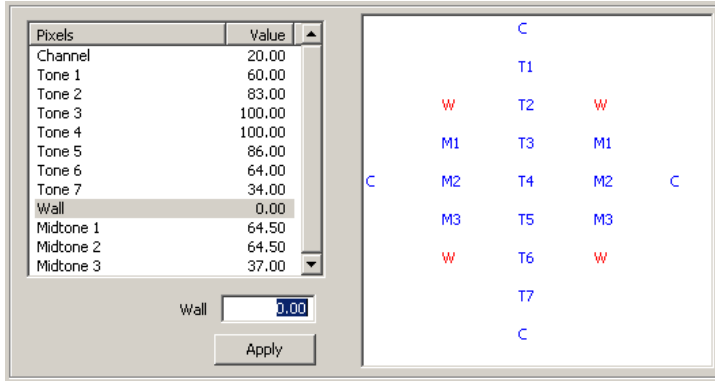 Pixels Value
Channel 20.00
Tone 1 60.00
Tone 2 83.00
Tone 3 100.00
Tone 4 100.00
Tone 5 86.00
Tone 6 64.00
Tone 7 34.00
Wall 0.00
Midtone 1 64.50
Midtone 2 64.50
Midtone 3 37.00
Wall 0.00
Apply
C
T1
W T2 W
M1 T3 M1
C M2 T4 M2 C
M3 T5 M3
W T6 W
T7
C